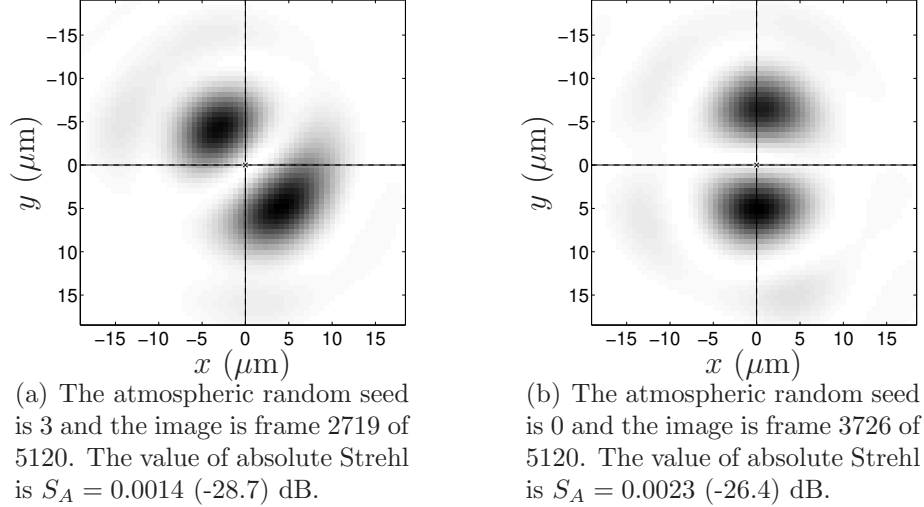 −15
−10
−5
0
5
10
15
y (μm)
−15 −10 −5 0 5 10 15
x (μm)
(a) The atmospheric random seed
is 3 and the image is frame 2719 of
5120. The value of absolute Strehl
is S_A = 0.0014 (-28.7) dB.
−15
−10
−5
0
5
10
15
y (μm)
−15 −10 −5 0 5 10 15
x (μm)
(b) The atmospheric random seed
is 0 and the image is frame 3726 of
5120. The value of absolute Strehl
is S_A = 0.0023 (-26.4) dB.